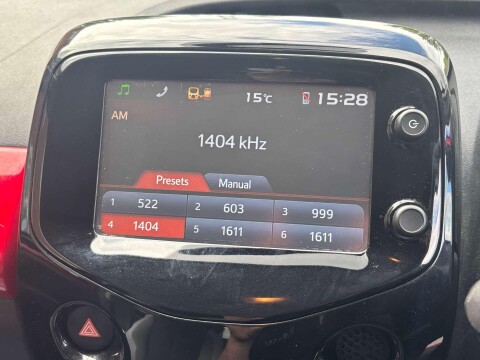 15°C 15:28
AM
1404 kHz
Presets Manual
1 522 2 603 3 999
4 1404 5 1611 6 1611